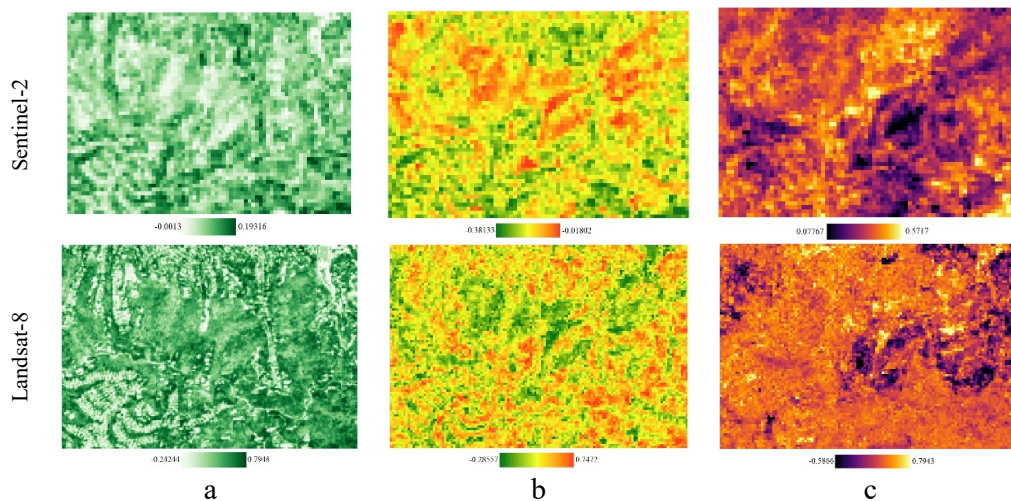 Sentinel-2
-0.0013 0.19316
-0.38133 -0.01802
0.07767 0.5717
Landsat-8
-0.24244 0.7948
-0.28557 0.7472
-0.5866 0.7943
a b c